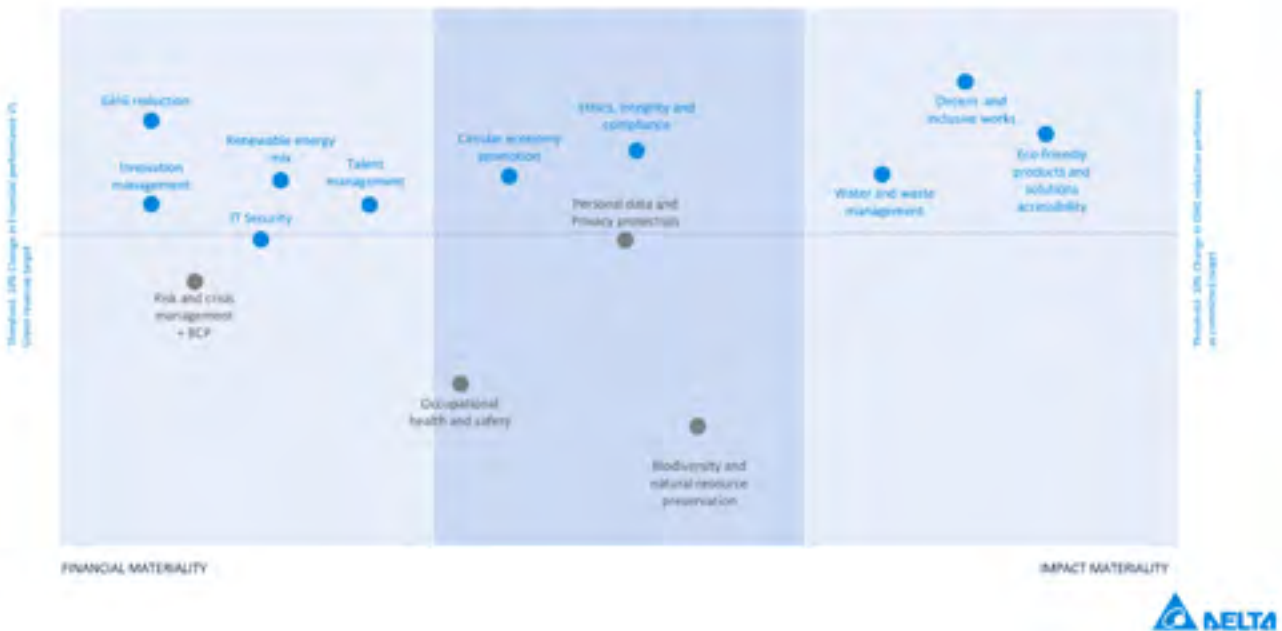 GHG reduction
Innovation
management
Renewable energy
mix
IT Security
Talent
management
Risk and crisis
management
+ BCP
Circular economy
promotion
Ethics, integrity and
compliance
Personal data and
Privacy protection
Occupational
health and safety
Biodiversity and
natural resource
preservation
Water and waste
management
Decent and
inclusive works
Eco-friendly
products and
solutions
accessibility
FINANCIAL MATERIALITY
IMPACT MATERIALITY
DELTA